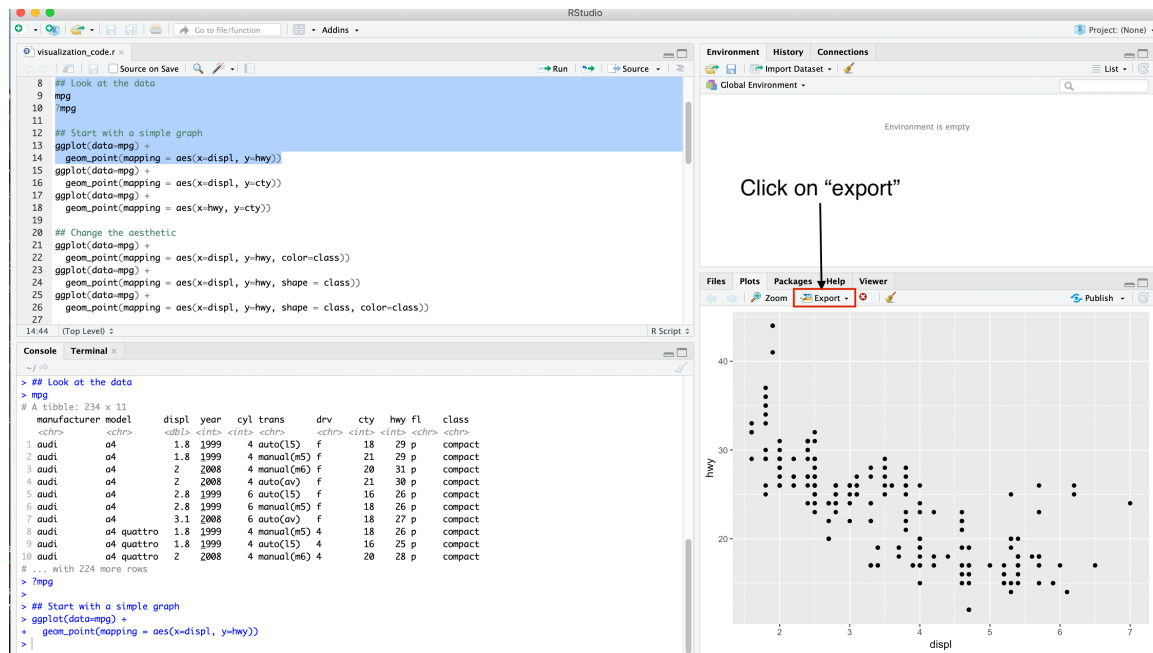 RStudio
Go to file/function
Addins
Project: (None)
visualization_code.r
Source on Save
Run
Source
8 ## Look at the data
9 mpg
10 ?mpg
11
12 ## Start with a simple graph
13 ggplot(data=mpg) +
14 geom_point(mapping = aes(x=displ, y=hwy))
15 ggplot(data=mpg) +
16 geom_point(mapping = aes(x=displ, y=cty))
17 ggplot(data=mpg) +
18 geom_point(mapping = aes(x=hwy, y=cty))
19
20 ## Change the aesthetic
21 ggplot(data=mpg) +
22 geom_point(mapping = aes(x=displ, y=hwy, color=class))
23 ggplot(data=mpg) +
24 geom_point(mapping = aes(x=displ, y=hwy, shape = class))
25 ggplot(data=mpg) +
26 geom_point(mapping = aes(x=displ, y=hwy, shape = class, color=class))
27
14:44 (Top Level) R Script
Console Terminal
~/
> ## Look at the data
> mpg
# A tibble: 234 x 11
manufacturer model displ year cyl trans drv cty hwy fl class
<chr> <chr> <dbl> <int> <int> <chr> <chr> <int> <int> <chr> <chr>
1 audi a4 1.8 1999 4 auto(l5) f 18 29 p compact
2 audi a4 1.8 1999 4 manual(m5) f 21 29 p compact
3 audi a4 2 2008 4 manual(m6) f 20 31 p compact
4 audi a4 2 2008 4 auto(av) f 21 30 p compact
5 audi a4 2.8 1999 6 auto(l5) f 16 26 p compact
6 audi a4 2.8 1999 6 manual(m5) f 18 26 p compact
7 audi a4 3.1 2008 6 auto(av) f 18 27 p compact
8 audi a4 quattro 1.8 1999 4 manual(m5) 4 18 26 p compact
9 audi a4 quattro 1.8 1999 4 auto(l5) 4 16 25 p compact
10 audi a4 quattro 2 2008 4 manual(m6) 4 20 28 p compact
# ... with 224 more rows
> ?mpg
>
> ## Start with a simple graph
> ggplot(data=mpg) +
+ geom_point(mapping = aes(x=displ, y=hwy))
>
Environment History Connections
Import Dataset
List
Global Environment
Environment is empty
Click on “export”
Files Plots Packages Help Viewer
Zoom Export Publish
40
30
20
hwy
2 3 4 5 6 7
displ